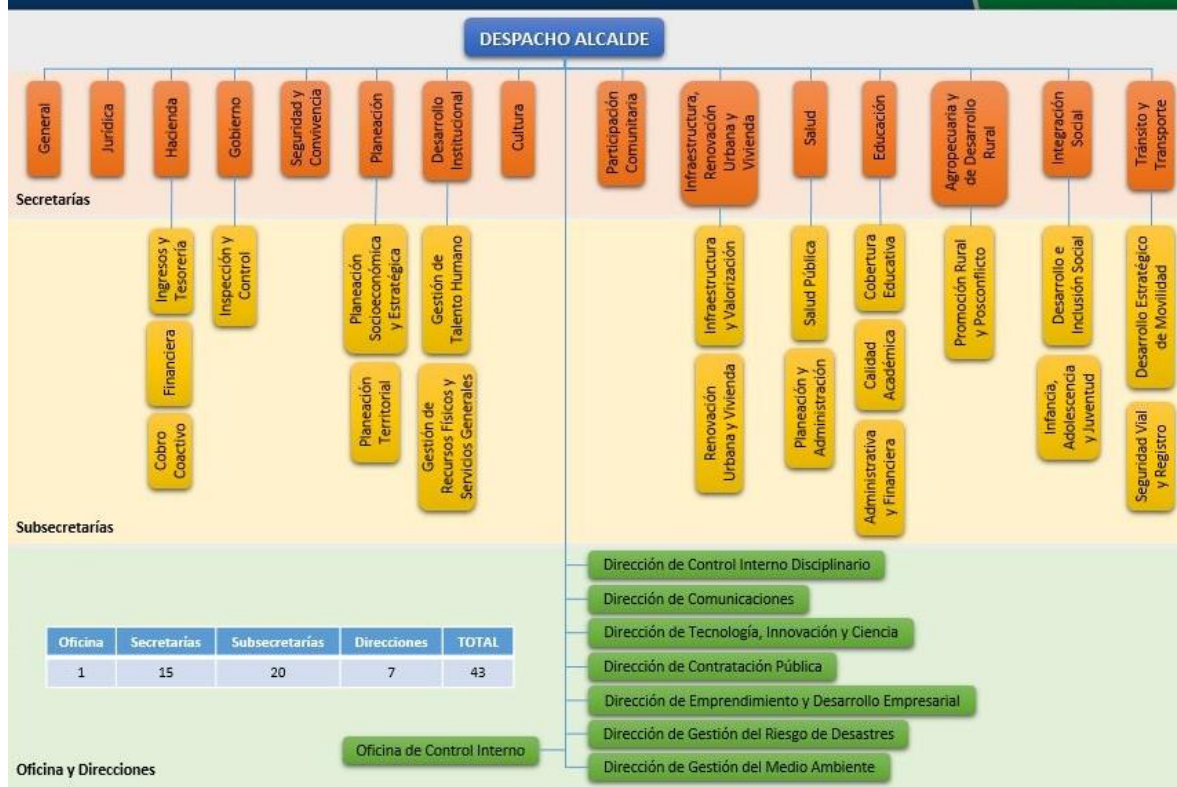 DESPACHO ALCALDE
General
Jurídica
Hacienda
Gobierno
Seguridad y
Convivencia
Planeación
Desarrollo
Institucional
Cultura
Participación
Comunitaria
Infraestructura,
Renovación
Urbana y
Vivienda
Salud
Educación
Agropecuaria y
de Desarrollo
Rural
Integración
Social
Tránsito y
Transporte
Secretarías
Ingresos y
Tesorería
Financiera
Cobro
Coactivo
Inspección y
Control
Planeación
Socioeconómica
y Estratégica
Planeación
Territorial
Gestión de
Talento Humano
Gestión de
Recursos Físicos y
Servicios Generales
Infraestructura
y Valorización
Renovación
Urbana y Vivienda
Salud Pública
Planeación y
Administración
Cobertura
Educativa
Calidad
Académica
Administrativa
y Financiera
Promoción Rural
y Posconflicto
Desarrollo e
Inclusión Social
Infancia,
Adolescencia
y Juventud
Desarrollo Estratégico
de Movilidad
Seguridad Vial
y Registro
Subsecretarías
Dirección de Control Interno Disciplinario
Dirección de Comunicaciones
Dirección de Tecnología, Innovación y Ciencia
Dirección de Contratación Pública
Dirección de Emprendimiento y Desarrollo Empresarial
Dirección de Gestión del Riesgo de Desastres
Dirección de Gestión del Medio Ambiente
Oficina de Control Interno
Oficina Secretarías Subsecretarías Direcciones TOTAL
1 15 20 7 43
Oficina y Direcciones